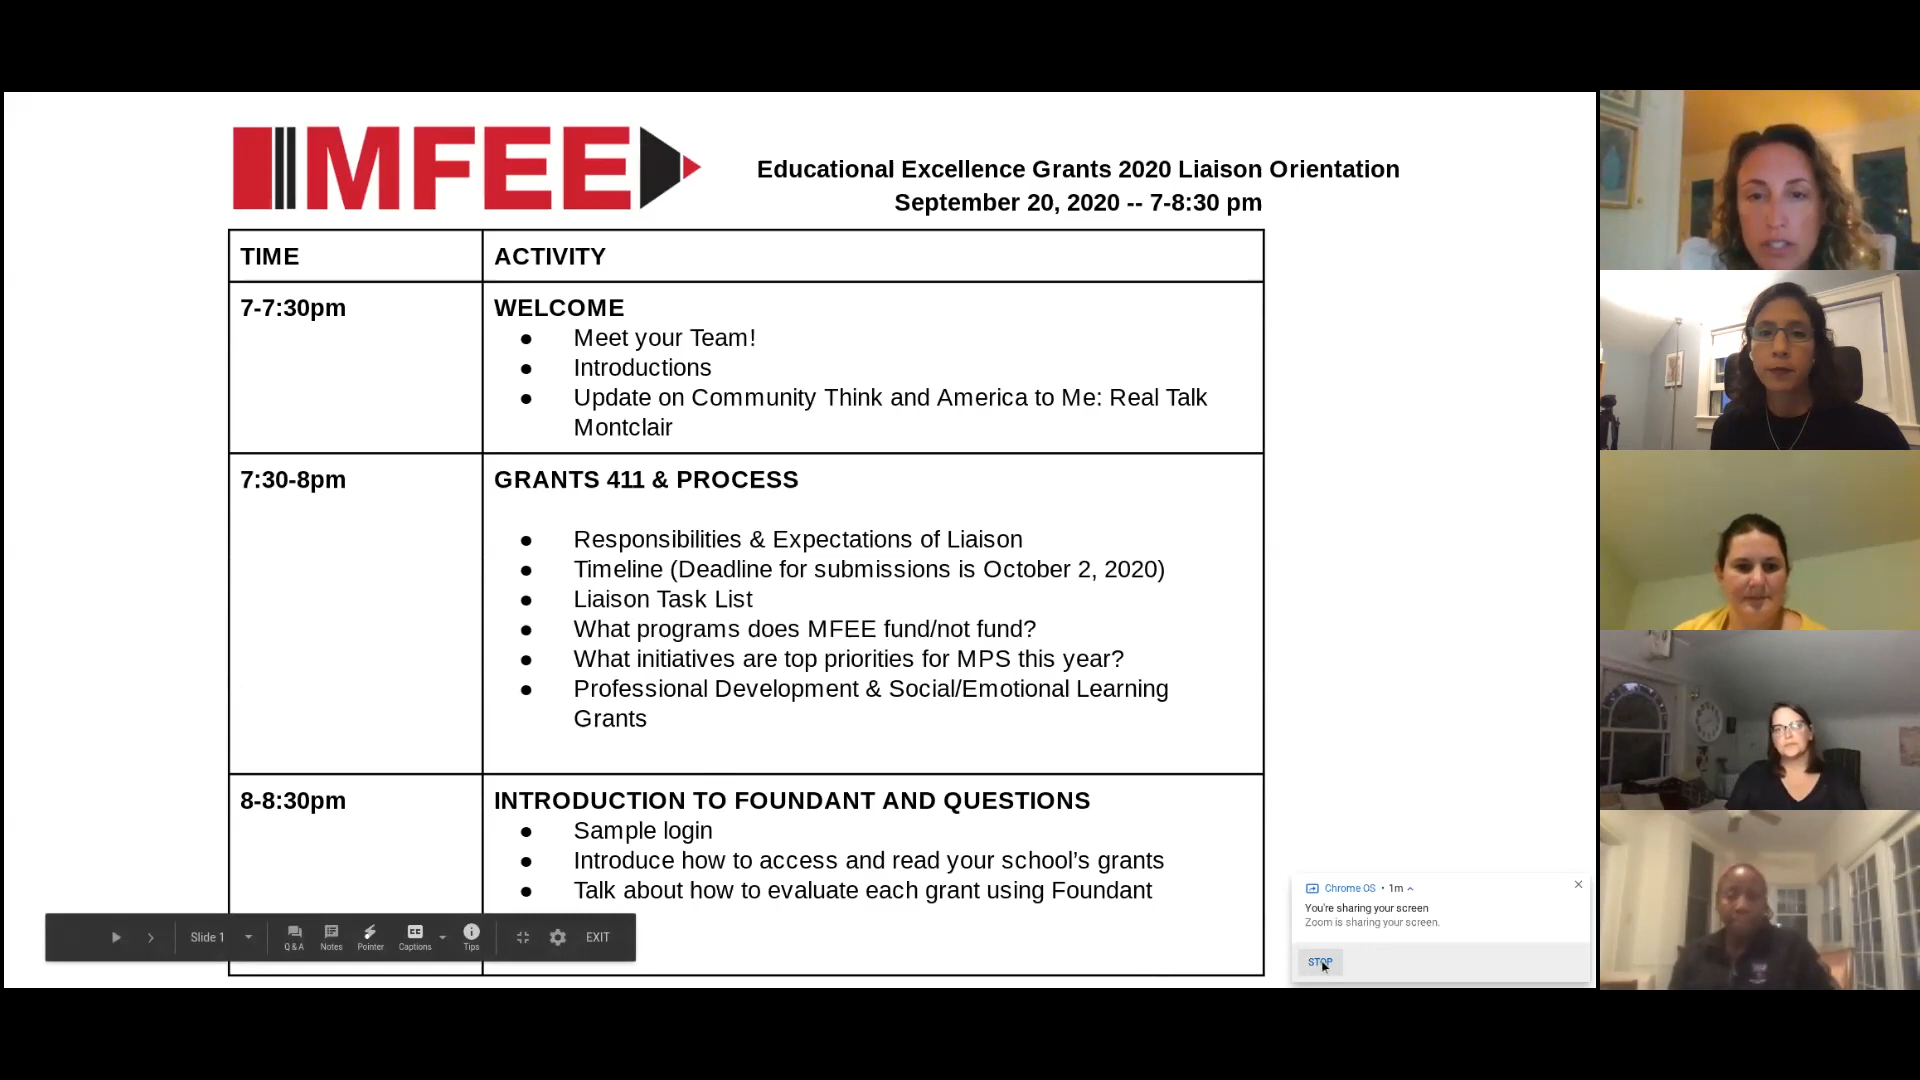 MFEE
Educational Excellence Grants 2020 Liaison Orientation
September 20, 2020 -- 7-8:30 pm
TIME
ACTIVITY
7-7:30pm
WELCOME
● Meet your Team!
● Introductions
● Update on Community Think and America to Me: Real Talk
Montclair
7:30-8pm
GRANTS 411 & PROCESS
● Responsibilities & Expectations of Liaison
● Timeline (Deadline for submissions is October 2, 2020)
● Liaison Task List
● What programs does MFEE fund/not fund?
● What initiatives are top priorities for MPS this year?
● Professional Development & Social/Emotional Learning
Grants
8-8:30pm
INTRODUCTION TO FOUNDANT AND QUESTIONS
● Sample login
● Introduce how to access and read your school’s grants
● Talk about how to evaluate each grant using Foundant
Slide 1
Q & A
Notes
Pointer
CC
Captions
Tips
EXIT
Chrome OS • 1m
You're sharing your screen
Zoom is sharing your screen.
STOP